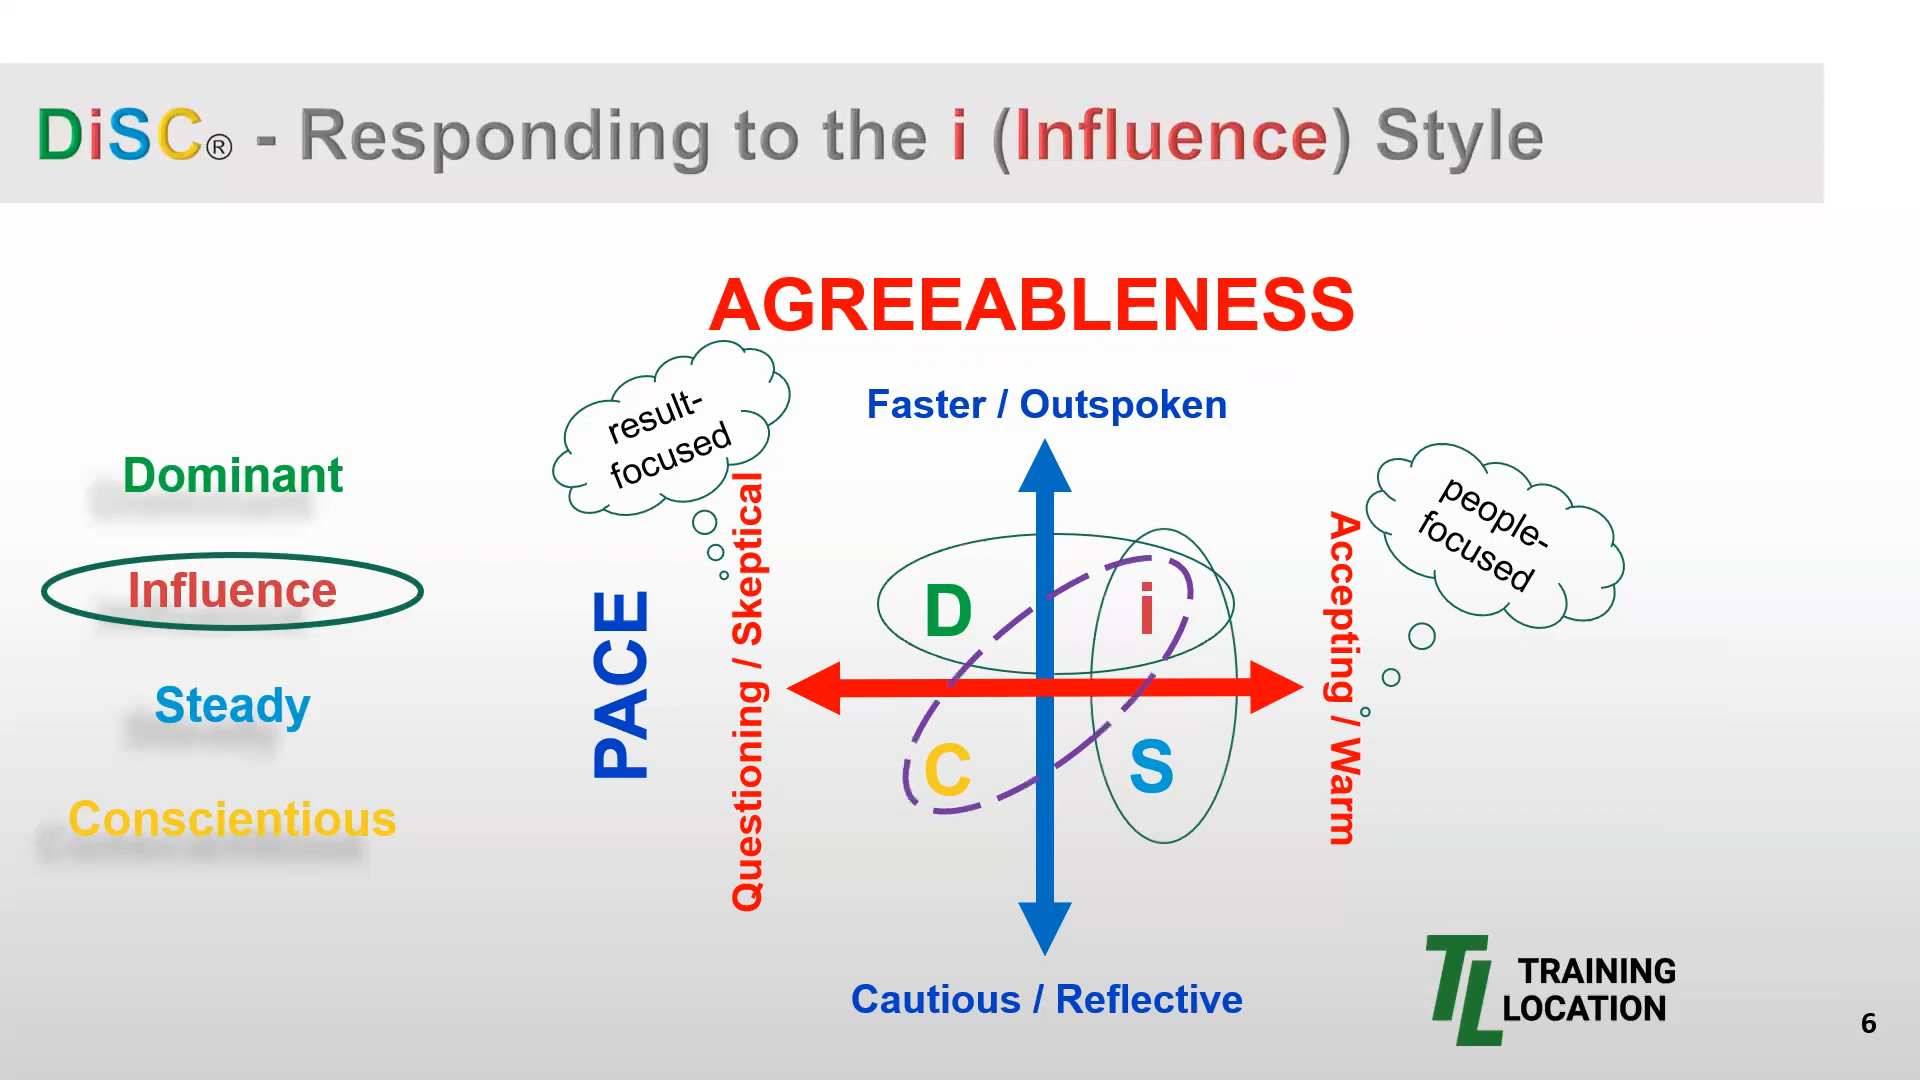 DiSC® - Responding to the i (Influence) Style
AGREEABLENESS
Faster / Outspoken
result-
focused
people-
focused
Dominant
Influence
Steady
Conscientious
PACE
Questioning / Skeptical
D
i
C
S
Accepting / Warm
Cautious / Reflective
TL
TRAINING
LOCATION
6